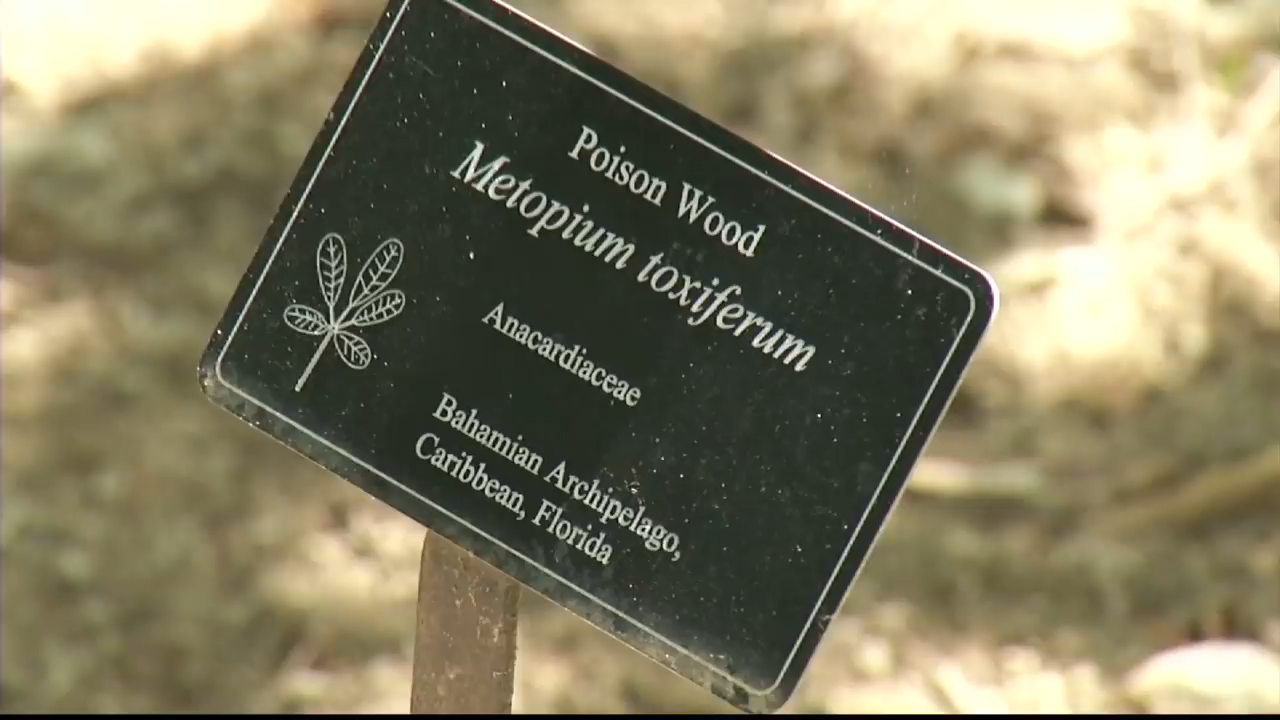 Poison Wood
Metopium toxiferum
Anacardiaceae
Bahamian Archipelago,
Caribbean, Florida